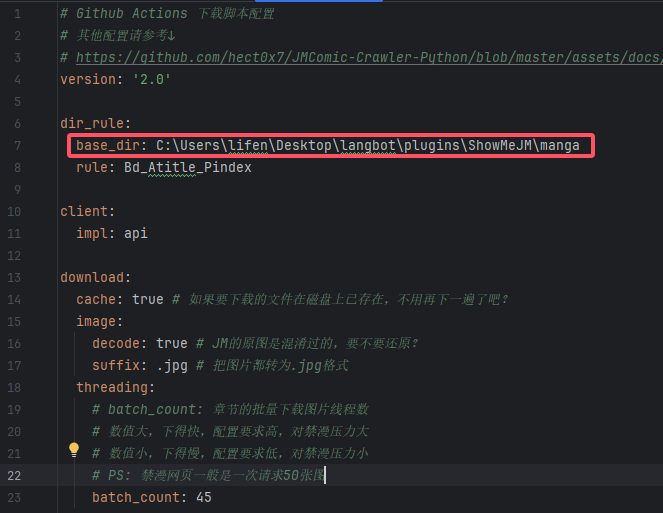 1 # Github Actions 下载脚本配置
2 # 其他配置请参考↓
3 # https://github.com/hect0x7/JMComic-Crawler-Python/blob/master/assets/docs/
4 version: '2.0'
5
6 dir_rule:
7 base_dir: C:\Users\lifen\Desktop\langbot\plugins\ShowMeJM\manga
8 rule: Bd_Atitle_Pindex
9
10 client:
11 impl: api
12
13 download:
14 cache: true # 如果要下载的文件在磁盘上已存在，不用再下一遍了吧？
15 image:
16 decode: true # JM的原图是混淆过的，要不要还原？
17 suffix: .jpg # 把图片都转为.jpg格式
18 threading:
19 # batch_count: 章节的批量下载图片线程数
20 # 数值大，下得快，配置要求高，对禁漫压力大
21 # 数值小，下得慢，配置要求低，对禁漫压力小
22 # PS: 禁漫网页一般是一次请求50张图
23 batch_count: 45